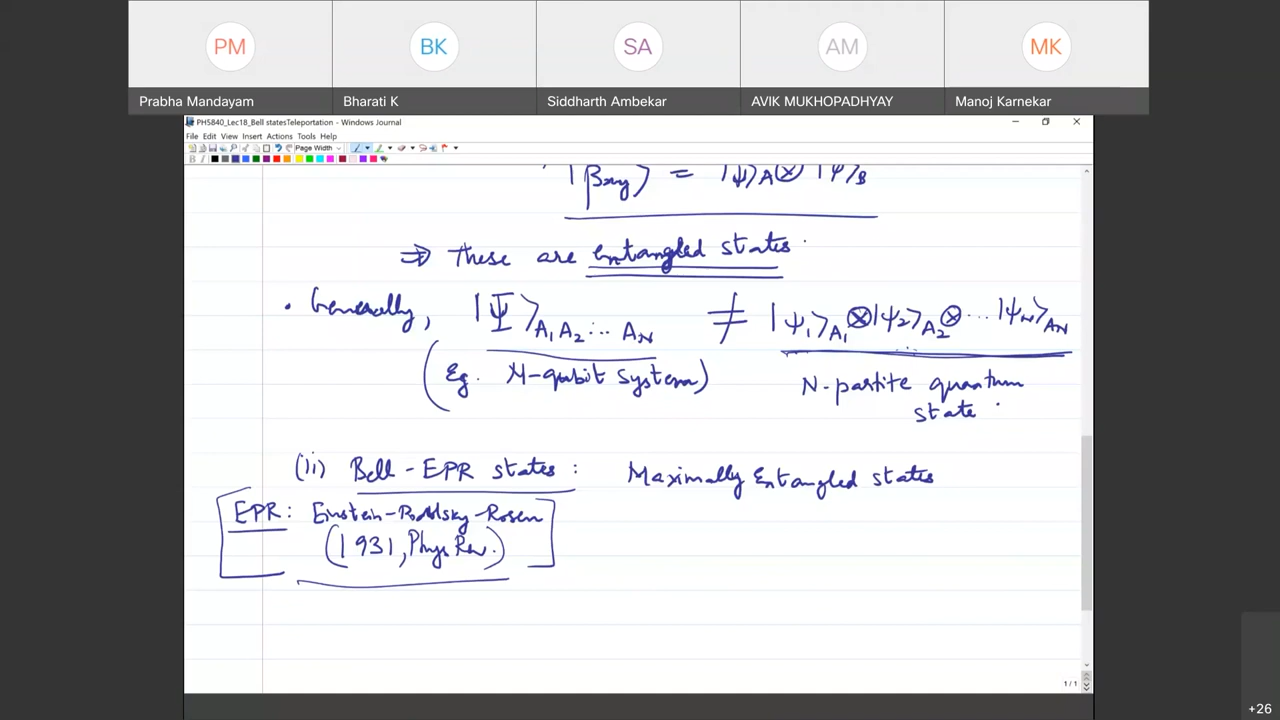 PM
BK
SA
AM
MK
Prabha Mandayam
Bharati K
Siddharth Ambekar
AVIK MUKHOPADHYAY
Manoj Karnekar
PH5840_Lec18_Bell statesTeleportation - Windows Journal
File Edit View Insert Actions Tools Help
Page Width
|βxy⟩ = |ψ⟩A ⊗ |ψ⟩B
⇒ These are entangled states.
• Generally, |Ψ⟩A1A2...AN ≠ |ψ1⟩A1 ⊗ |ψ2⟩A2 ⊗ ... |ψN⟩AN
(Eg. N-qubit system) N-partite quantum
state.
(ii) Bell-EPR states: Maximally Entangled states
EPR: Einstein-Podolsky-Rosen
(1931, Phys Rev.)
1 / 1
+26